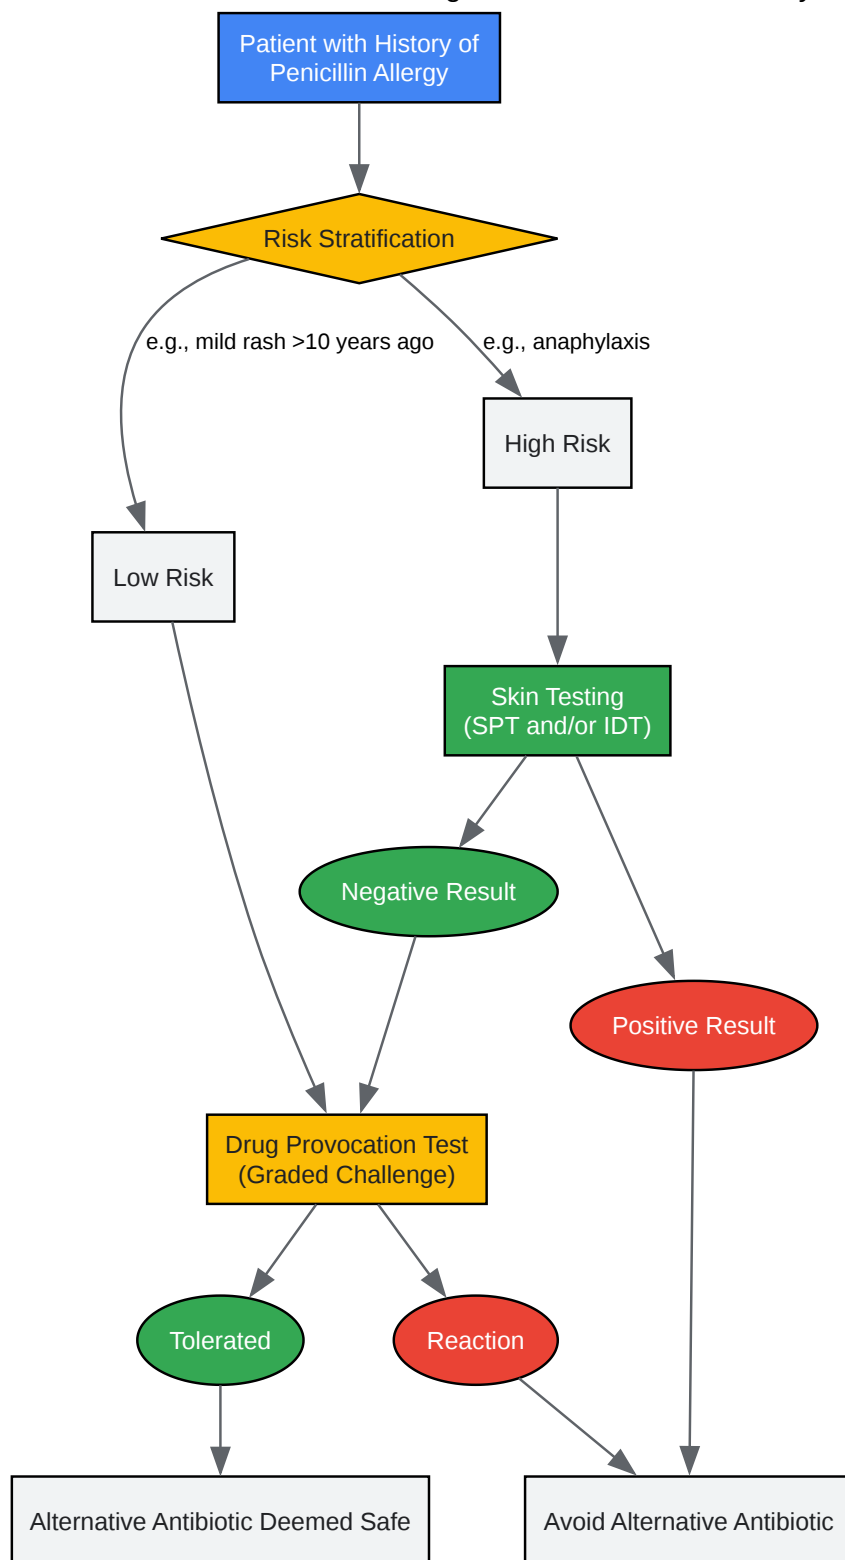 Patient with History of
Penicillin Allergy
Risk Stratification
e.g., mild rash >10 years ago
e.g., anaphylaxis
High Risk
Low Risk
Skin Testing
(SPT and/or IDT)
Negative Result
Positive Result
Drug Provocation Test
(Graded Challenge)
Tolerated
Reaction
Alternative Antibiotic Deemed Safe
Avoid Alternative Antibiotic